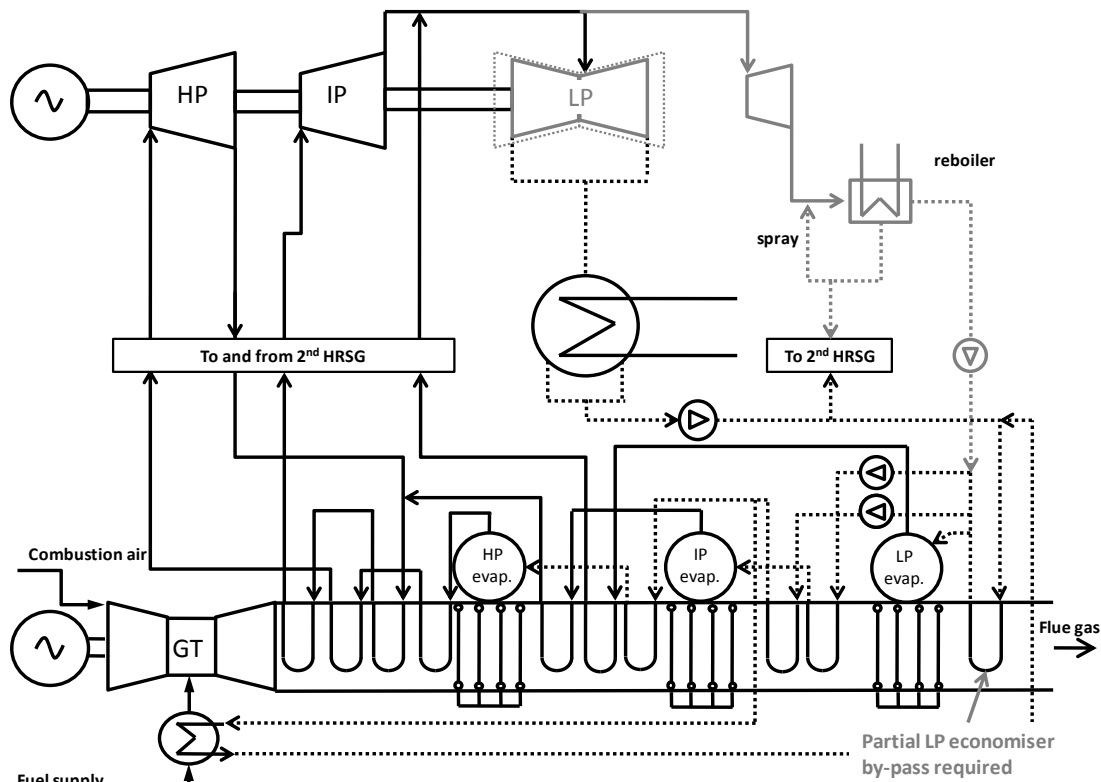 HP
IP
LP
reboiler
spray
To and from 2nd HRSG
To 2nd HRSG
Combustion air
HP
evap.
IP
evap.
LP
evap.
GT
Flue gas
Partial LP economiser
by-pass required
Fuel supply